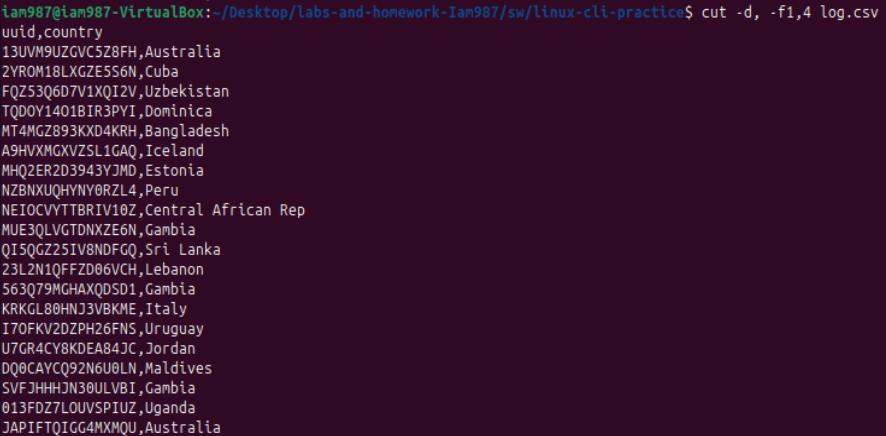 iam987@iam987-VirtualBox:~/Desktop/labs-and-homework-Iam987/sw/linux-cli-practice$ cut -d, -f1,4 log.csv
uuid,country
13UVM9UZGVC5Z8FH,Australia
2YROM18LXGZE5S6N,Cuba
FQZ53Q6D7V1XQI2V,Uzbekistan
TQDOY14O1BIR3PYI,Dominica
MT4MGZ893KXD4KRH,Bangladesh
A9HVXMGXVZSL1GAQ,Iceland
MHQ2ER2D3943YJMD,Estonia
NZBNXUQHYNY0RZL4,Peru
NEIOCVYTTBRIV10Z,Central African Rep
MUE3QLVGTDNXZE6N,Gambia
QI5QGZ25IV8NDFGQ,Sri Lanka
23L2N1QFFZD06VCH,Lebanon
563Q79MGHAXQDSD1,Gambia
KRKGL80HNJ3VBKME,Italy
I7OFKV2DZPH26FNS,Uruguay
U7GR4CY8KDEA84JC,Jordan
DQ0CAYCQ92N6U0LN,Maldives
SVFJHHHJN30ULVBI,Gambia
013FDZ7LOUVSPIUZ,Uganda
JAPIFTQIGG4MXMQU,Australia